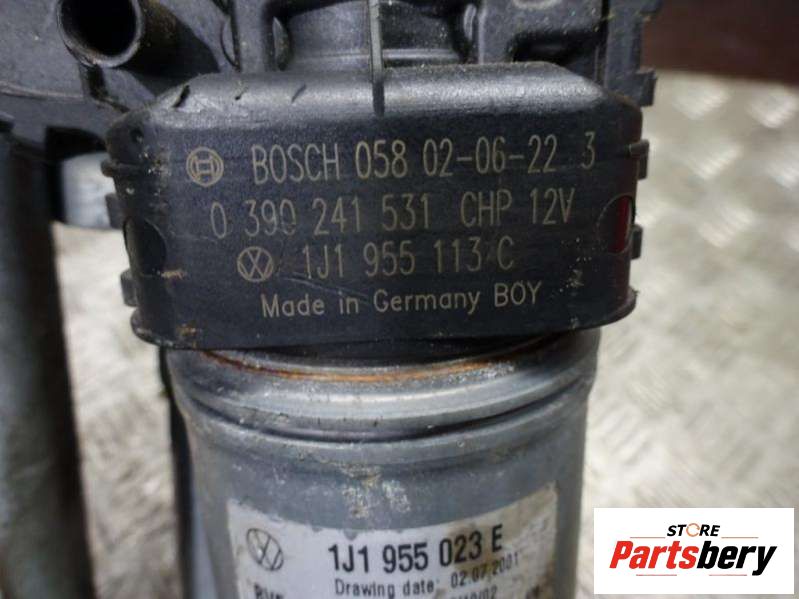 BOSCH 058 02-06-22 3
0 390 241 531 CHP 12V
1J1 955 113 C
Made in Germany BOY
1J1 955 023 E
Drawing date: 02.07.2001
STORE
Partsbery